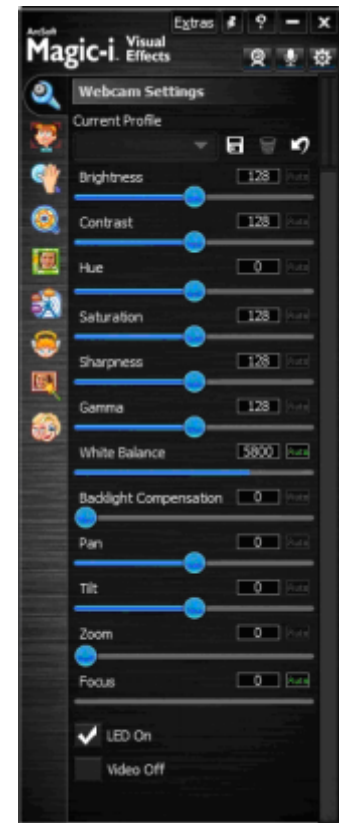 Extras ?
ArcSoft
Magic-i Visual Effects
Webcam Settings
Current Profile
Brightness 128 Auto
Contrast 128 Auto
Hue 0 Auto
Saturation 128 Auto
Sharpness 128 Auto
Gamma 128 Auto
White Balance 5800 Auto
Backlight Compensation 0 Auto
Pan 0 Auto
Tilt 0 Auto
Zoom 0 Auto
Focus 0 Auto
LED On
Video Off